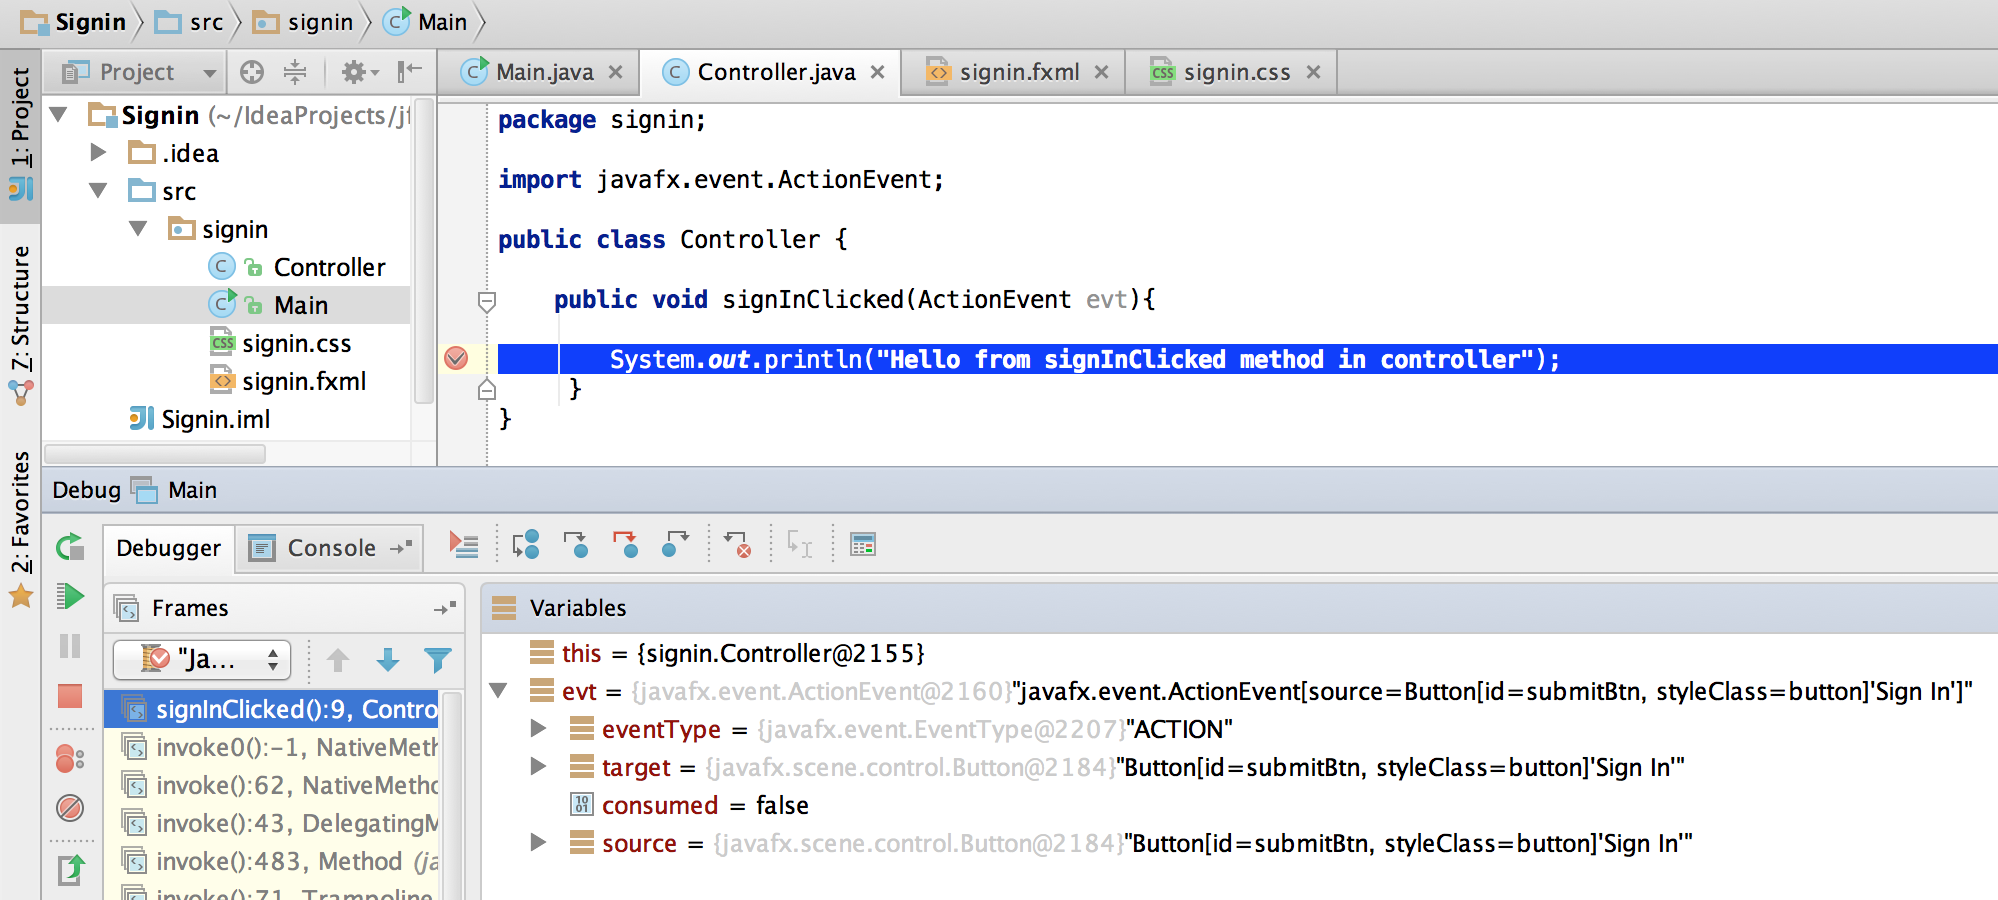 Signin src signin Main
1: Project
7: Structure
2: Favorites
Project
Signin (~/IdeaProjects/jf
.idea
src
signin
Controller
Main
signin.css
signin.fxml
Signin.iml
Main.java Controller.java signin.fxml signin.css
package signin;
import javafx.event.ActionEvent;
public class Controller {
public void signInClicked(ActionEvent evt){
System.out.println("Hello from signInClicked method in controller");
}
}
Debug Main
Debugger Console
Frames
"Ja...
signInClicked():9, Contro
invoke0():-1, NativeMeth
invoke():62, NativeMetho
invoke():43, DelegatingM
invoke():483, Method (ja
invoke():71, Trampoline
Variables
this = {signin.Controller@2155}
evt = {javafx.event.ActionEvent@2160}"javafx.event.ActionEvent[source=Button[id=submitBtn, styleClass=button]'Sign In']"
eventType = {javafx.event.EventType@2207}"ACTION"
target = {javafx.scene.control.Button@2184}"Button[id=submitBtn, styleClass=button]'Sign In'"
consumed = false
source = {javafx.scene.control.Button@2184}"Button[id=submitBtn, styleClass=button]'Sign In'"